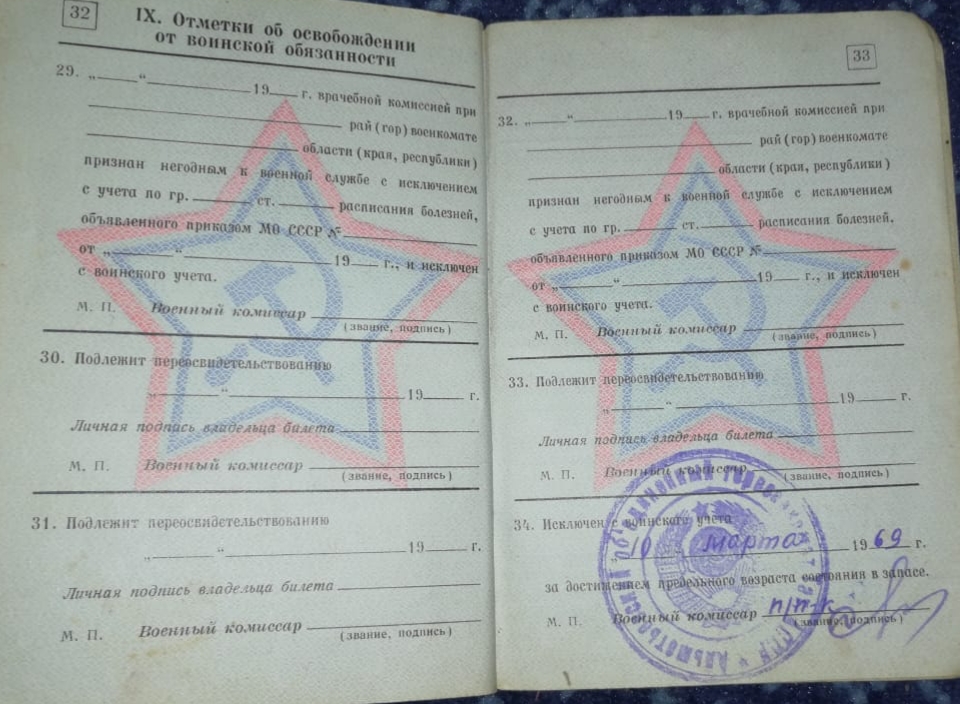 32
IX. Отметки об освобождении
от воинской обязанности
29. „ “ 19 г. врачебной комиссией при
рай (гор) военкомате
области (края, республики)
признан негодным к военной службе с исключением
с учета по гр. ст. расписания болезней,
объявленного приказом МО СССР №
от „ “ 19 г., и исключен
с воинского учета.
М. П. Военный комиссар
(звание, подпись)
30. Подлежит переосвидетельствованию
„ “ 19 г.
Личная подпись владельца билета
М. П. Военный комиссар
(звание, подпись)
31. Подлежит переосвидетельствованию
„ “ 19 г.
Личная подпись владельца билета
М. П. Военный комиссар
(звание, подпись)
33
32. „ “ 19 г. врачебной комиссией при
рай (гор) военкомате
области (края, республики)
признан негодным к военной службе с исключением
с учета по гр. ст. расписания болезней,
объявленного приказом МО СССР №
от „ “ 19 г., и исключен
с воинского учета.
М. П. Военный комиссар
(звание, подпись)
33. Подлежит переосвидетельствованию
„ “ 19 г.
Личная подпись владельца билета
М. П. Военный комиссар
(звание, подпись)
34. Исключен с воинского учета
10 марта 1969 г.
за достижением предельного возраста состояния в запасе.
М. П. Военный комиссар п/п-к
(звание, подпись)